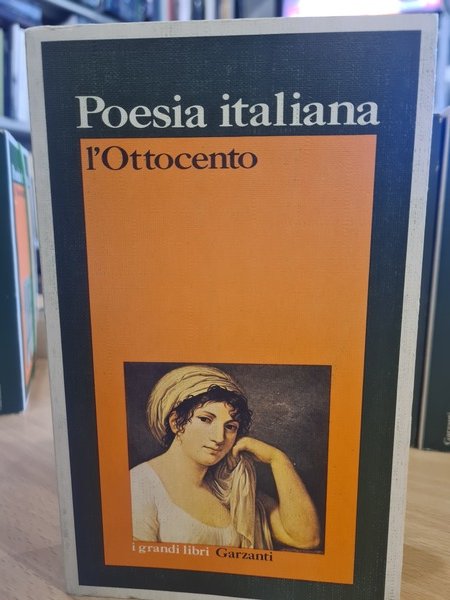 Poesia italiana
l'Ottocento
i grandi libri Garzanti